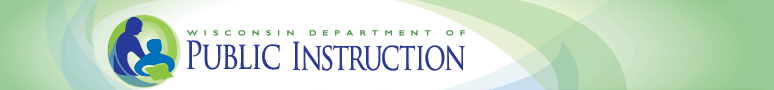 WISCONSIN DEPARTMENT OF
PUBLIC INSTRUCTION